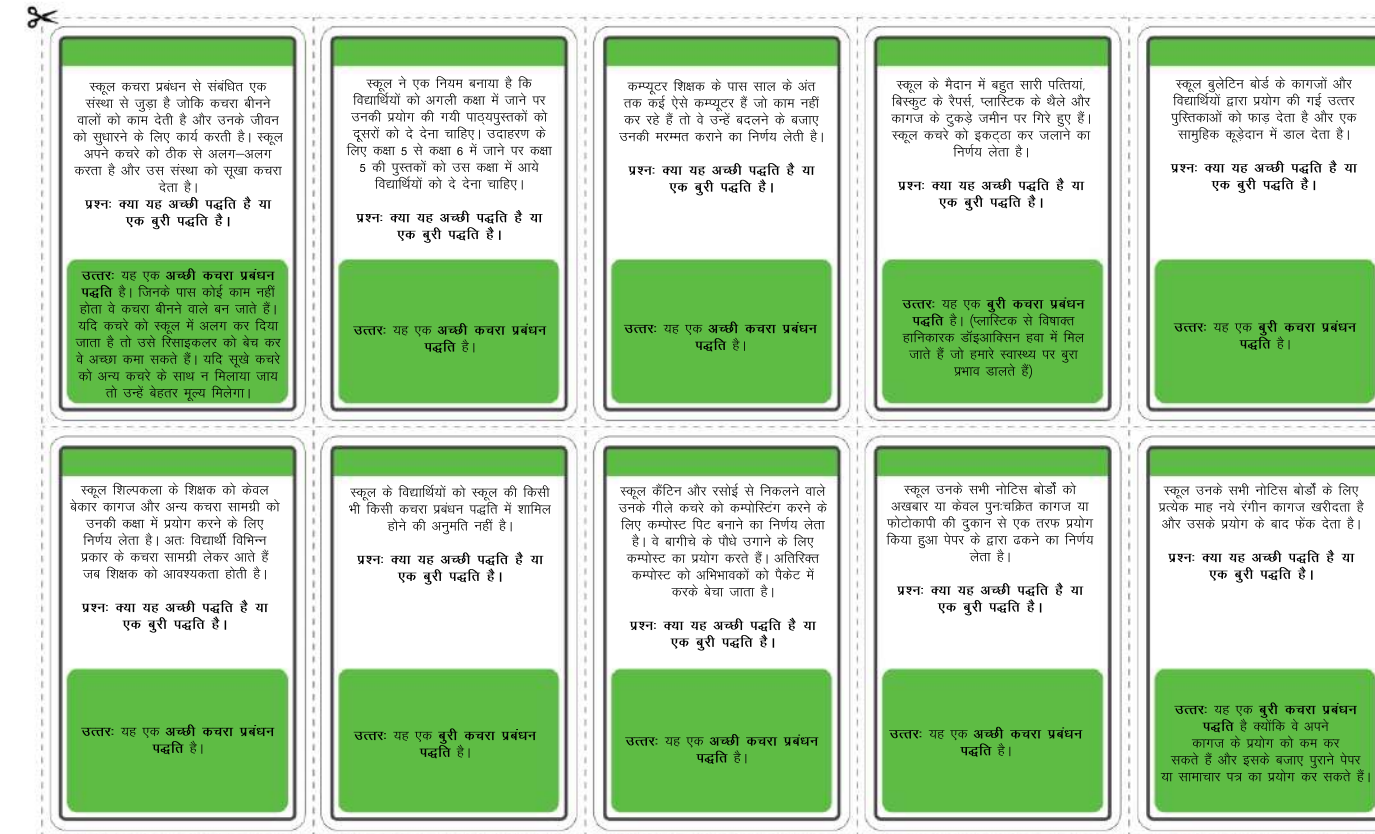 स्कूल कचरा प्रबंधन से संबंधित एक
संस्था से जुड़ा है जोकि कचरा बीनने
वालों को काम देती है और उनके जीवन
को सुधारने के लिए कार्य करती है। स्कूल
अपने कचरे को ठीक से अलग–अलग
करता है और उस संस्था को सूखा कचरा
देता है।
प्रश्नः क्या यह अच्छी पद्धति है या
एक बुरी पद्धति है।
उत्तरः यह एक अच्छी कचरा प्रबंधन
पद्धति है। जिनके पास कोई काम नहीं
होता वे कचरा बीनने वाले बन जाते हैं।
यदि कचरे को स्कूल में अलग कर दिया
जाता है तो उसे रिसाइकलर को बेच कर
वे अच्छा कमा सकते हैं। यदि सूखे कचरे
को अन्य कचरे के साथ न मिलाया जाय
तो उन्हें बेहतर मूल्य मिलेगा।
स्कूल ने एक नियम बनाया है कि
विद्यार्थियों को अगली कक्षा में जाने पर
उनकी प्रयोग की गयी पाठ्यपुस्तकों को
दूसरों को दे देना चाहिए। उदाहरण के
लिए कक्षा 5 से कक्षा 6 में जाने पर कक्षा
5 की पुस्तकों को उस कक्षा में आये
विद्यार्थियों को दे देना चाहिए।
प्रश्नः क्या यह अच्छी पद्धति है या
एक बुरी पद्धति है।
उत्तरः यह एक अच्छी कचरा प्रबंधन
पद्धति है।
कम्प्यूटर शिक्षक के पास साल के अंत
तक कई ऐसे कम्प्यूटर हैं जो काम नहीं
कर रहे हैं तो वे उन्हें बदलने के बजाए
उनकी मरम्मत कराने का निर्णय लेती है।
प्रश्नः क्या यह अच्छी पद्धति है या
एक बुरी पद्धति है।
उत्तरः यह एक अच्छी कचरा प्रबंधन
पद्धति है।
स्कूल के मैदान में बहुत सारी पत्तियां,
बिस्कुट के रैपर्स, प्लास्टिक के थैले और
कागज के टुकड़े जमीन पर गिरे हुए हैं।
स्कूल कचरे को इकट्ठा कर जलाने का
निर्णय लेता है।
प्रश्नः क्या यह अच्छी पद्धति है या
एक बुरी पद्धति है।
उत्तरः यह एक बुरी कचरा प्रबंधन
पद्धति है। (प्लास्टिक से विषाक्त
हानिकारक डॉइआक्सिन हवा में मिल
जाते हैं जो हमारे स्वास्थ्य पर बुरा
प्रभाव डालते हैं)
स्कूल बुलेटिन बोर्ड के कागजों और
विद्यार्थियों द्वारा प्रयोग की गई उत्तर
पुस्तिकाओं को फाड़ देता है और एक
सामुहिक कूड़ेदान में डाल देता है।
प्रश्नः क्या यह अच्छी पद्धति है या
एक बुरी पद्धति है।
उत्तरः यह एक बुरी कचरा प्रबंधन
पद्धति है।
स्कूल शिल्पकला के शिक्षक को केवल
बेकार कागज और अन्य कचरा सामग्री को
उनकी कक्षा में प्रयोग करने के लिए
निर्णय लेता है। अतः विद्यार्थी विभिन्न
प्रकार के कचरा सामग्री लेकर आते हैं
जब शिक्षक को आवश्यकता होती है।
प्रश्नः क्या यह अच्छी पद्धति है या
एक बुरी पद्धति है।
उत्तरः यह एक अच्छी कचरा प्रबंधन
पद्धति है।
स्कूल के विद्यार्थियों को स्कूल की किसी
भी किसी कचरा प्रबंधन पद्धति में शामिल
होने की अनुमति नहीं है।
प्रश्नः क्या यह अच्छी पद्धति है या
एक बुरी पद्धति है।
उत्तरः यह एक बुरी कचरा प्रबंधन
पद्धति है।
स्कूल कैंटिन और रसोई से निकलने वाले
उनके गीले कचरे को कम्पोस्टिंग करने के
लिए कम्पोस्ट पिट बनाने का निर्णय लेता
है। वे बागीचे के पौधे उगाने के लिए
कम्पोस्ट का प्रयोग करते हैं। अतिरिक्त
कम्पोस्ट को अभिभावकों को पैकेट में
करके बेचा जाता है।
प्रश्नः क्या यह अच्छी पद्धति है या
एक बुरी पद्धति है।
उत्तरः यह एक अच्छी कचरा प्रबंधन
पद्धति है।
स्कूल उनके सभी नोटिस बोर्डों को
अखबार या केवल पुनःचक्रित कागज या
फोटोकापी की दुकान से एक तरफ प्रयोग
किया हुआ पेपर के द्वारा ढकने का निर्णय
लेता है।
प्रश्नः क्या यह अच्छी पद्धति है या
एक बुरी पद्धति है।
उत्तरः यह एक अच्छी कचरा प्रबंधन
पद्धति है।
स्कूल उनके सभी नोटिस बोर्डों के लिए
प्रत्येक माह नये रंगीन कागज खरीदता है
और उसके प्रयोग के बाद फेंक देता है।
प्रश्नः क्या यह अच्छी पद्धति है या
एक बुरी पद्धति है।
उत्तरः यह एक बुरी कचरा प्रबंधन
पद्धति है क्योंकि वे अपने
कागज के प्रयोग को कम कर
सकते हैं और इसके बजाए पुराने पेपर
या सामाचार पत्र का प्रयोग कर सकते हैं।